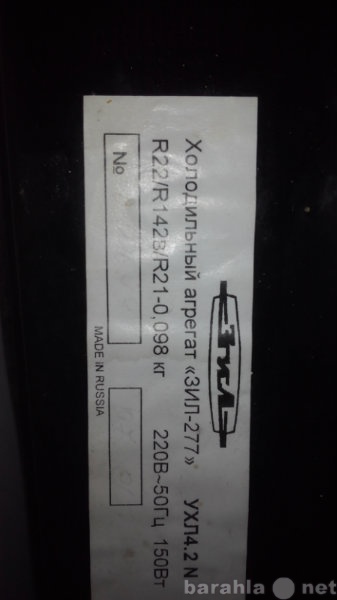 ЗИЛ
Холодильный агрегат «ЗИЛ-277» УХЛ4.2 N
R22/R142В/R21-0,098 кг 220В~50Гц 150Вт
№
MADE IN RUSSIA
barahla.net